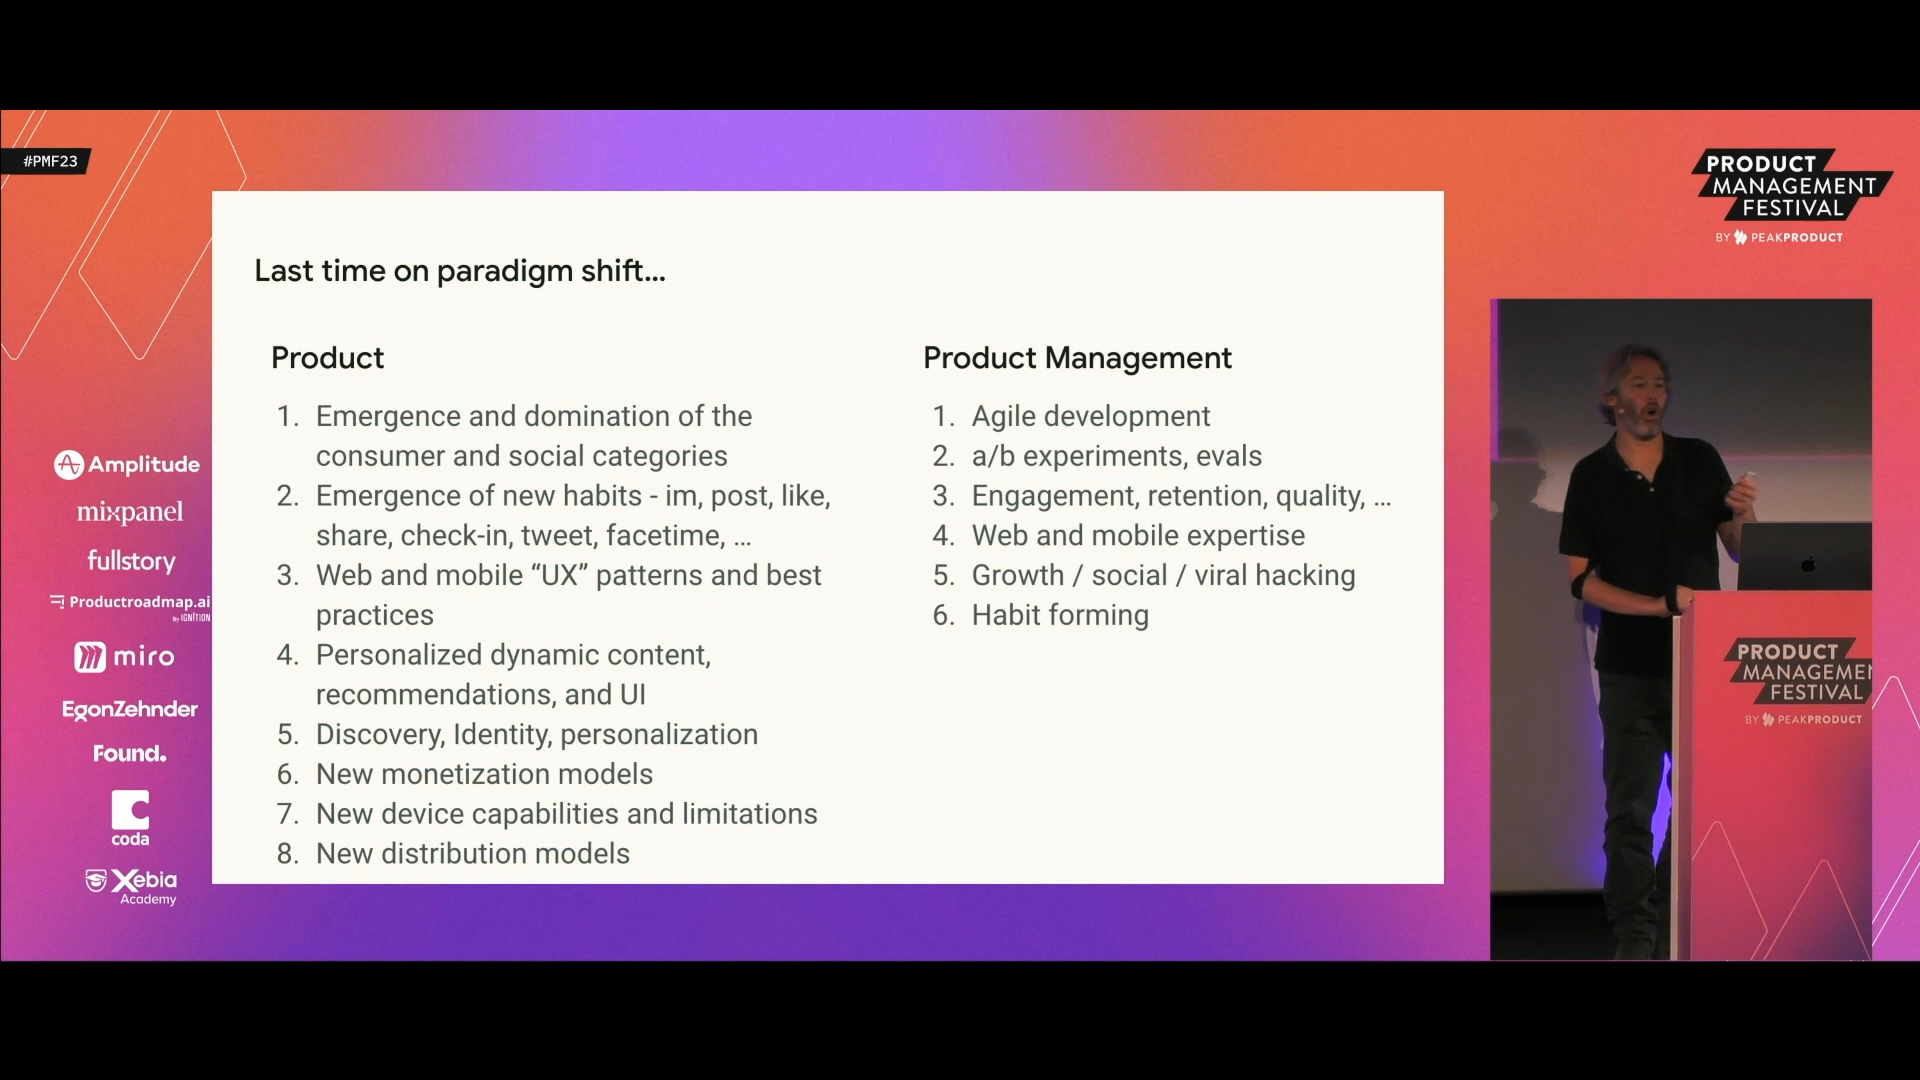 #PMF23
PRODUCT
MANAGEMENT
FESTIVAL
BY PEAKPRODUCT
Last time on paradigm shift...
Product
1. Emergence and domination of the
consumer and social categories
2. Emergence of new habits - im, post, like,
share, check-in, tweet, facetime, ...
3. Web and mobile “UX” patterns and best
practices
4. Personalized dynamic content,
recommendations, and UI
5. Discovery, Identity, personalization
6. New monetization models
7. New device capabilities and limitations
8. New distribution models
Product Management
1. Agile development
2. a/b experiments, evals
3. Engagement, retention, quality, ...
4. Web and mobile expertise
5. Growth / social / viral hacking
6. Habit forming
Amplitude
mixpanel
fullstory
Productroadmap.ai
By IGNITION
miro
EgonZehnder
Found.
coda
Xebia
Academy
PRODUCT
MANAGEMEN
FESTIVAL
BY PEAKPRODUCT